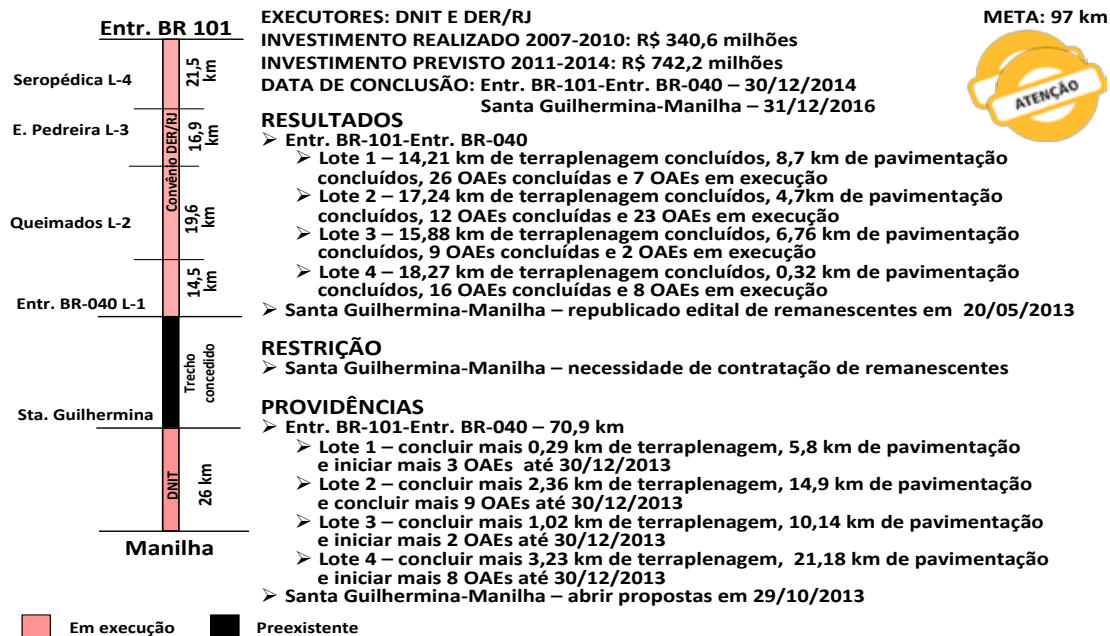 Entr. BR 101
Seropédica L-4
21,5 km
E. Pedreira L-3
16,9 km
Convênio DER/RJ
Queimados L-2
19,6 km
Entr. BR-040 L-1
14,5 km
Trecho concedido
Sta. Guilhermina
DNIT
26 km
Manilha
Em execução
Preexistente
EXECUTORES: DNIT E DER/RJ
META: 97 km
INVESTIMENTO REALIZADO 2007-2010: R$ 340,6 milhões
INVESTIMENTO PREVISTO 2011-2014: R$ 742,2 milhões
DATA DE CONCLUSÃO: Entr. BR-101-Entr. BR-040 – 30/12/2014
Santa Guilhermina-Manilha – 31/12/2016
ATENÇÃO
RESULTADOS
➢ Entr. BR-101-Entr. BR-040
➢ Lote 1 – 14,21 km de terraplenagem concluídos, 8,7 km de pavimentação
concluídos, 26 OAEs concluídas e 7 OAEs em execução
➢ Lote 2 – 17,24 km de terraplenagem concluídos, 4,7km de pavimentação
concluídos, 12 OAEs concluídas e 23 OAEs em execução
➢ Lote 3 – 15,88 km de terraplenagem concluídos, 6,76 km de pavimentação
concluídos, 9 OAEs concluídas e 2 OAEs em execução
➢ Lote 4 – 18,27 km de terraplenagem concluídos, 0,32 km de pavimentação
concluídos, 16 OAEs concluídas e 8 OAEs em execução
➢ Santa Guilhermina-Manilha – republicado edital de remanescentes em 20/05/2013
RESTRIÇÃO
➢ Santa Guilhermina-Manilha – necessidade de contratação de remanescentes
PROVIDÊNCIAS
➢ Entr. BR-101-Entr. BR-040 – 70,9 km
➢ Lote 1 – concluir mais 0,29 km de terraplenagem, 5,8 km de pavimentação
e iniciar mais 3 OAEs até 30/12/2013
➢ Lote 2 – concluir mais 2,36 km de terraplenagem, 14,9 km de pavimentação
e concluir mais 9 OAEs até 30/12/2013
➢ Lote 3 – concluir mais 1,02 km de terraplenagem, 10,14 km de pavimentação
e iniciar mais 2 OAEs até 30/12/2013
➢ Lote 4 – concluir mais 3,23 km de terraplenagem, 21,18 km de pavimentação
e iniciar mais 8 OAEs até 30/12/2013
➢ Santa Guilhermina-Manilha – abrir propostas em 29/10/2013